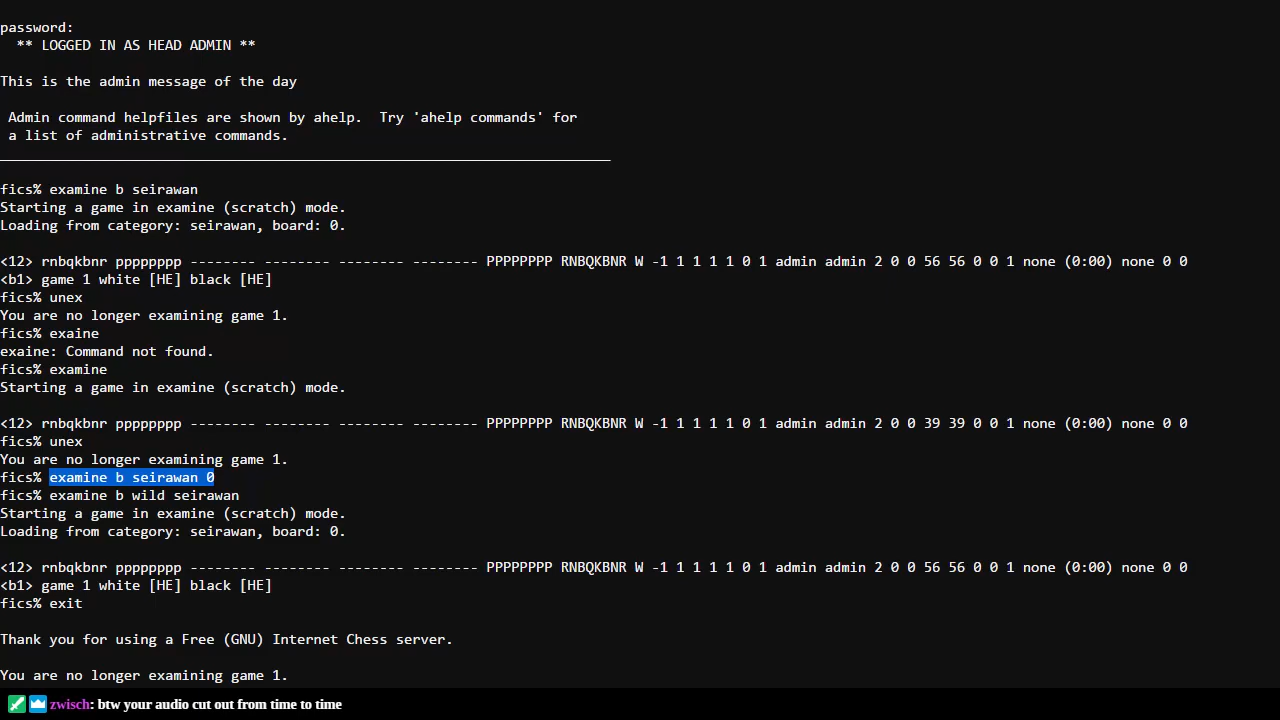 password:
  ** LOGGED IN AS HEAD ADMIN **
This is the admin message of the day
 Admin command helpfiles are shown by ahelp.  Try 'ahelp commands' for
 a list of administrative commands.
__________________________________________________________________________
fics% examine b seirawan
Starting a game in examine (scratch) mode.
Loading from category: seirawan, board: 0.
<12> rnbqkbnr pppppppp -------- -------- -------- -------- PPPPPPPP RNBQKBNR W -1 1 1 1 1 0 1 admin admin 2 0 0 56 56 0 0 1 none (0:00) none 0 0
<b1> game 1 white [HE] black [HE]
fics% unex
You are no longer examining game 1.
fics% exaine
exaine: Command not found.
fics% examine
Starting a game in examine (scratch) mode.
<12> rnbqkbnr pppppppp -------- -------- -------- -------- PPPPPPPP RNBQKBNR W -1 1 1 1 1 0 1 admin admin 2 0 0 39 39 0 0 1 none (0:00) none 0 0
fics% unex
You are no longer examining game 1.
fics% examine b seirawan 0
fics% examine b wild seirawan
Starting a game in examine (scratch) mode.
Loading from category: seirawan, board: 0.
<12> rnbqkbnr pppppppp -------- -------- -------- -------- PPPPPPPP RNBQKBNR W -1 1 1 1 1 0 1 admin admin 2 0 0 56 56 0 0 1 none (0:00) none 0 0
<b1> game 1 white [HE] black [HE]
fics% exit
Thank you for using a Free (GNU) Internet Chess server.
You are no longer examining game 1.
zwisch: btw your audio cut out from time to time